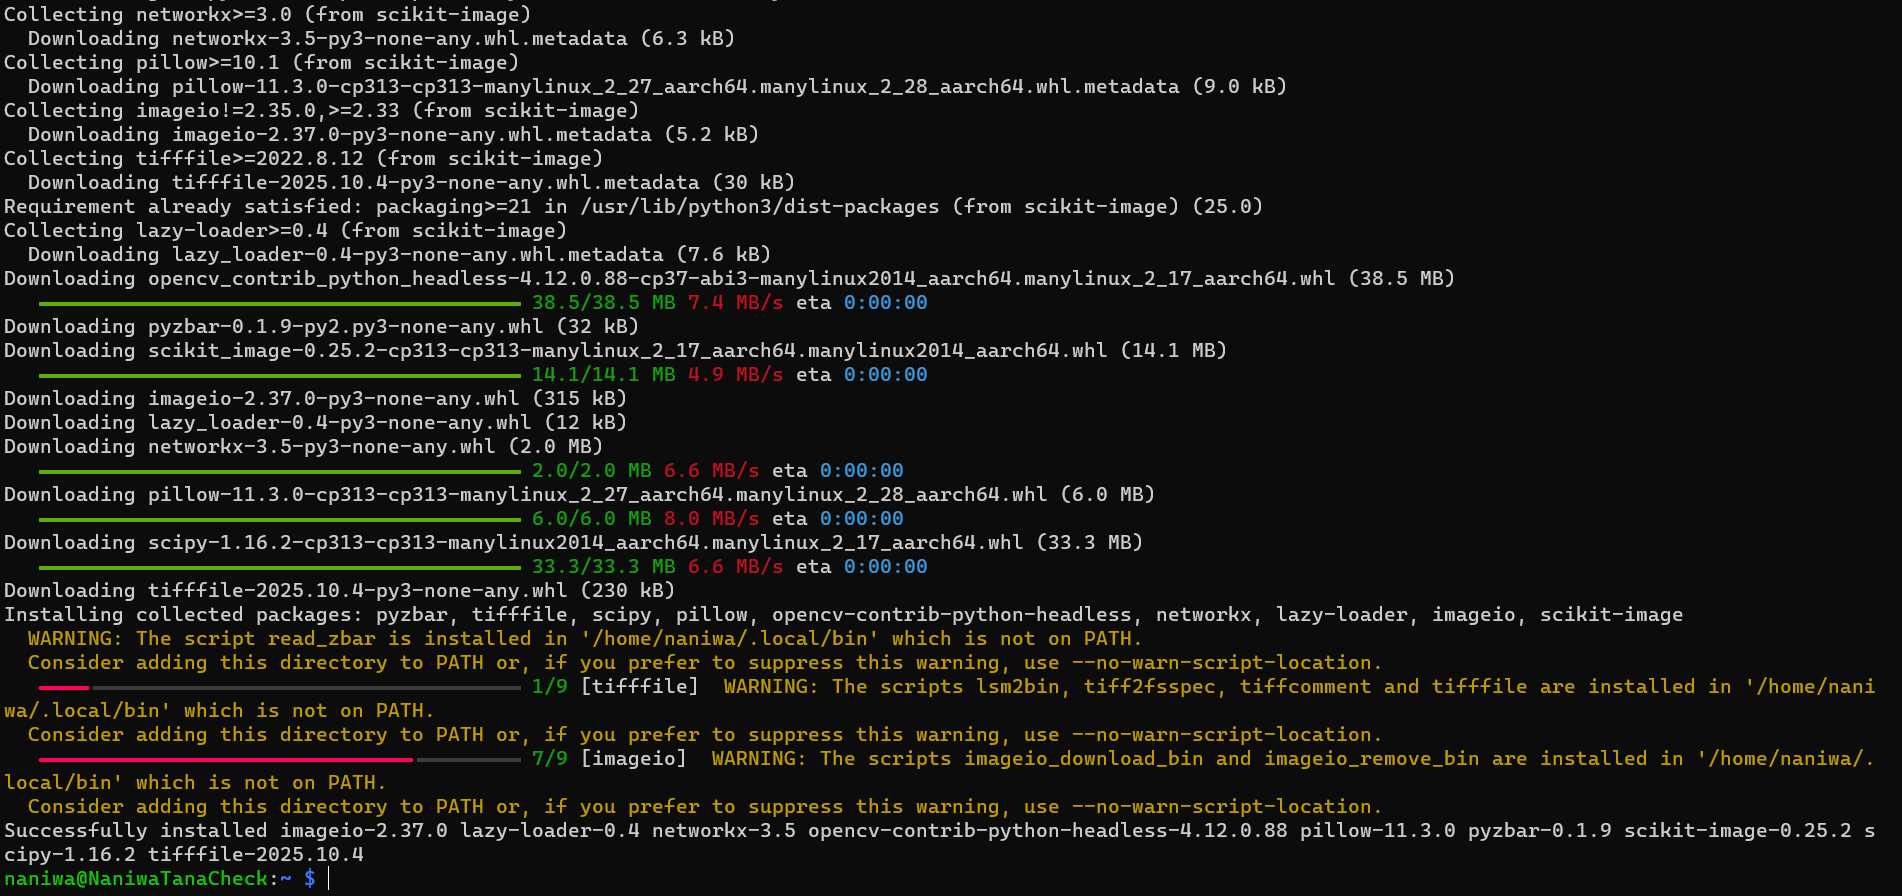 Collecting networkx>=3.0 (from scikit-image)
  Downloading networkx-3.5-py3-none-any.whl.metadata (6.3 kB)
Collecting pillow>=10.1 (from scikit-image)
  Downloading pillow-11.3.0-cp313-cp313-manylinux_2_27_aarch64.manylinux_2_28_aarch64.whl.metadata (9.0 kB)
Collecting imageio!=2.35.0,>=2.33 (from scikit-image)
  Downloading imageio-2.37.0-py3-none-any.whl.metadata (5.2 kB)
Collecting tifffile>=2022.8.12 (from scikit-image)
  Downloading tifffile-2025.10.4-py3-none-any.whl.metadata (30 kB)
Requirement already satisfied: packaging>=21 in /usr/lib/python3/dist-packages (from scikit-image) (25.0)
Collecting lazy-loader>=0.4 (from scikit-image)
  Downloading lazy_loader-0.4-py3-none-any.whl.metadata (7.6 kB)
Downloading opencv_contrib_python_headless-4.12.0.88-cp37-abi3-manylinux2014_aarch64.manylinux_2_17_aarch64.whl (38.5 MB)
38.5/38.5 MB 7.4 MB/s eta 0:00:00
Downloading pyzbar-0.1.9-py2.py3-none-any.whl (32 kB)
Downloading scikit_image-0.25.2-cp313-cp313-manylinux_2_17_aarch64.manylinux2014_aarch64.whl (14.1 MB)
14.1/14.1 MB 4.9 MB/s eta 0:00:00
Downloading imageio-2.37.0-py3-none-any.whl (315 kB)
Downloading lazy_loader-0.4-py3-none-any.whl (12 kB)
Downloading networkx-3.5-py3-none-any.whl (2.0 MB)
2.0/2.0 MB 6.6 MB/s eta 0:00:00
Downloading pillow-11.3.0-cp313-cp313-manylinux_2_27_aarch64.manylinux_2_28_aarch64.whl (6.0 MB)
6.0/6.0 MB 8.0 MB/s eta 0:00:00
Downloading scipy-1.16.2-cp313-cp313-manylinux2014_aarch64.manylinux_2_17_aarch64.whl (33.3 MB)
33.3/33.3 MB 6.6 MB/s eta 0:00:00
Downloading tifffile-2025.10.4-py3-none-any.whl (230 kB)
Installing collected packages: pyzbar, tifffile, scipy, pillow, opencv-contrib-python-headless, networkx, lazy-loader, imageio, scikit-image
  WARNING: The script read_zbar is installed in '/home/naniwa/.local/bin' which is not on PATH.
  Consider adding this directory to PATH or, if you prefer to suppress this warning, use --no-warn-script-location.
1/9 [tifffile]  WARNING: The scripts lsm2bin, tiff2fsspec, tiffcomment and tifffile are installed in '/home/nani
wa/.local/bin' which is not on PATH.
  Consider adding this directory to PATH or, if you prefer to suppress this warning, use --no-warn-script-location.
7/9 [imageio]  WARNING: The scripts imageio_download_bin and imageio_remove_bin are installed in '/home/naniwa/.
local/bin' which is not on PATH.
  Consider adding this directory to PATH or, if you prefer to suppress this warning, use --no-warn-script-location.
Successfully installed imageio-2.37.0 lazy-loader-0.4 networkx-3.5 opencv-contrib-python-headless-4.12.0.88 pillow-11.3.0 pyzbar-0.1.9 scikit-image-0.25.2 s
cipy-1.16.2 tifffile-2025.10.4
naniwa@NaniwaTanaCheck:~ $